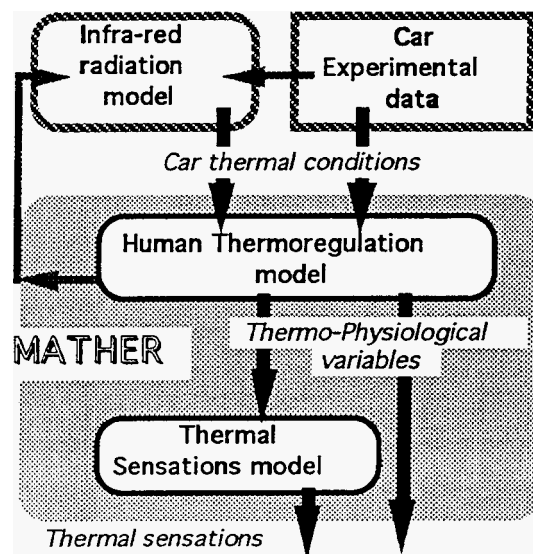 Infra-red
radiation
model
Car
Experimental
data
Car thermal conditions
Human Thermoregulation
model
MATHER
Thermo-Physiological
variables
Thermal
Sensations model
Thermal sensations